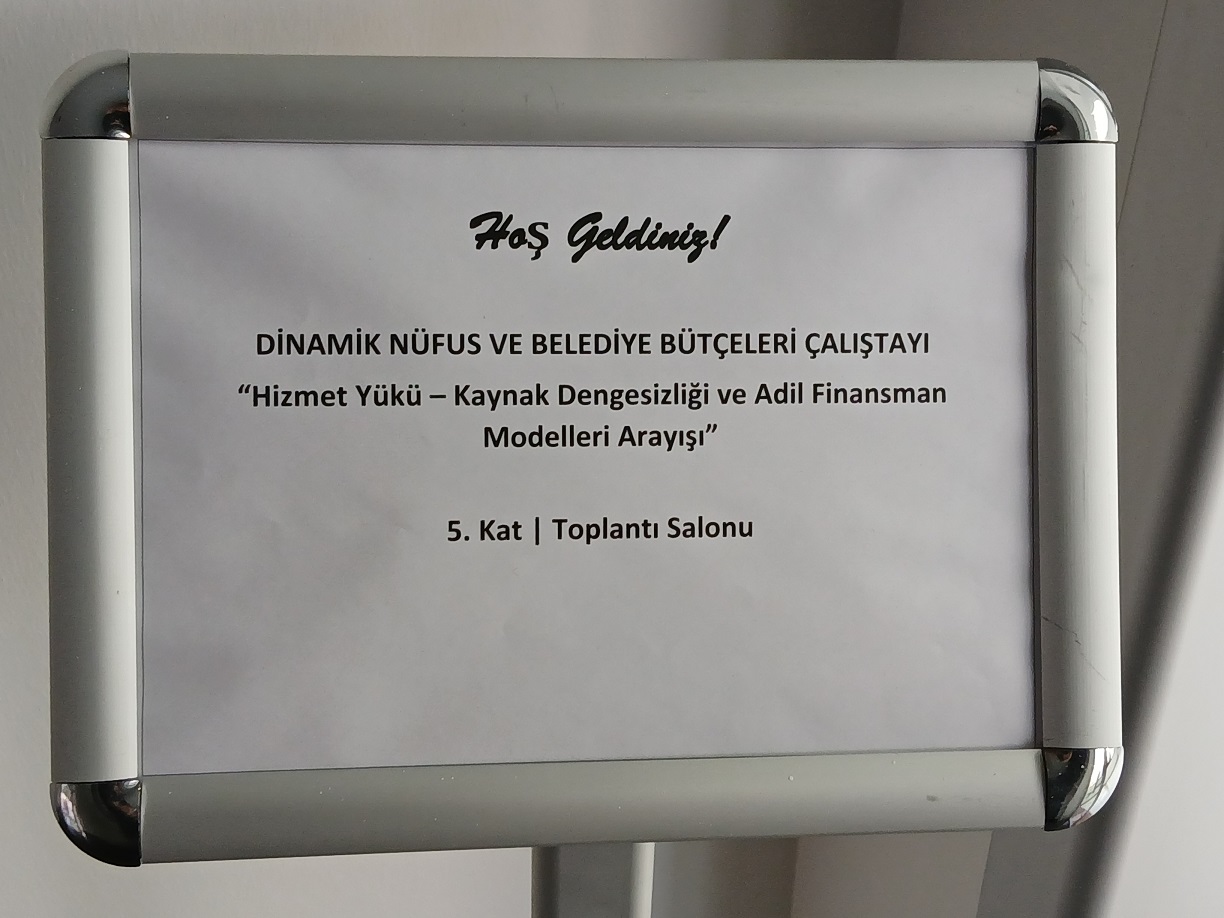 Hoş Geldiniz!
DİNAMİK NÜFUS VE BELEDİYE BÜTÇELERİ ÇALIŞTAYI
“Hizmet Yükü – Kaynak Dengesizliği ve Adil Finansman
Modelleri Arayışı”
5. Kat | Toplantı Salonu